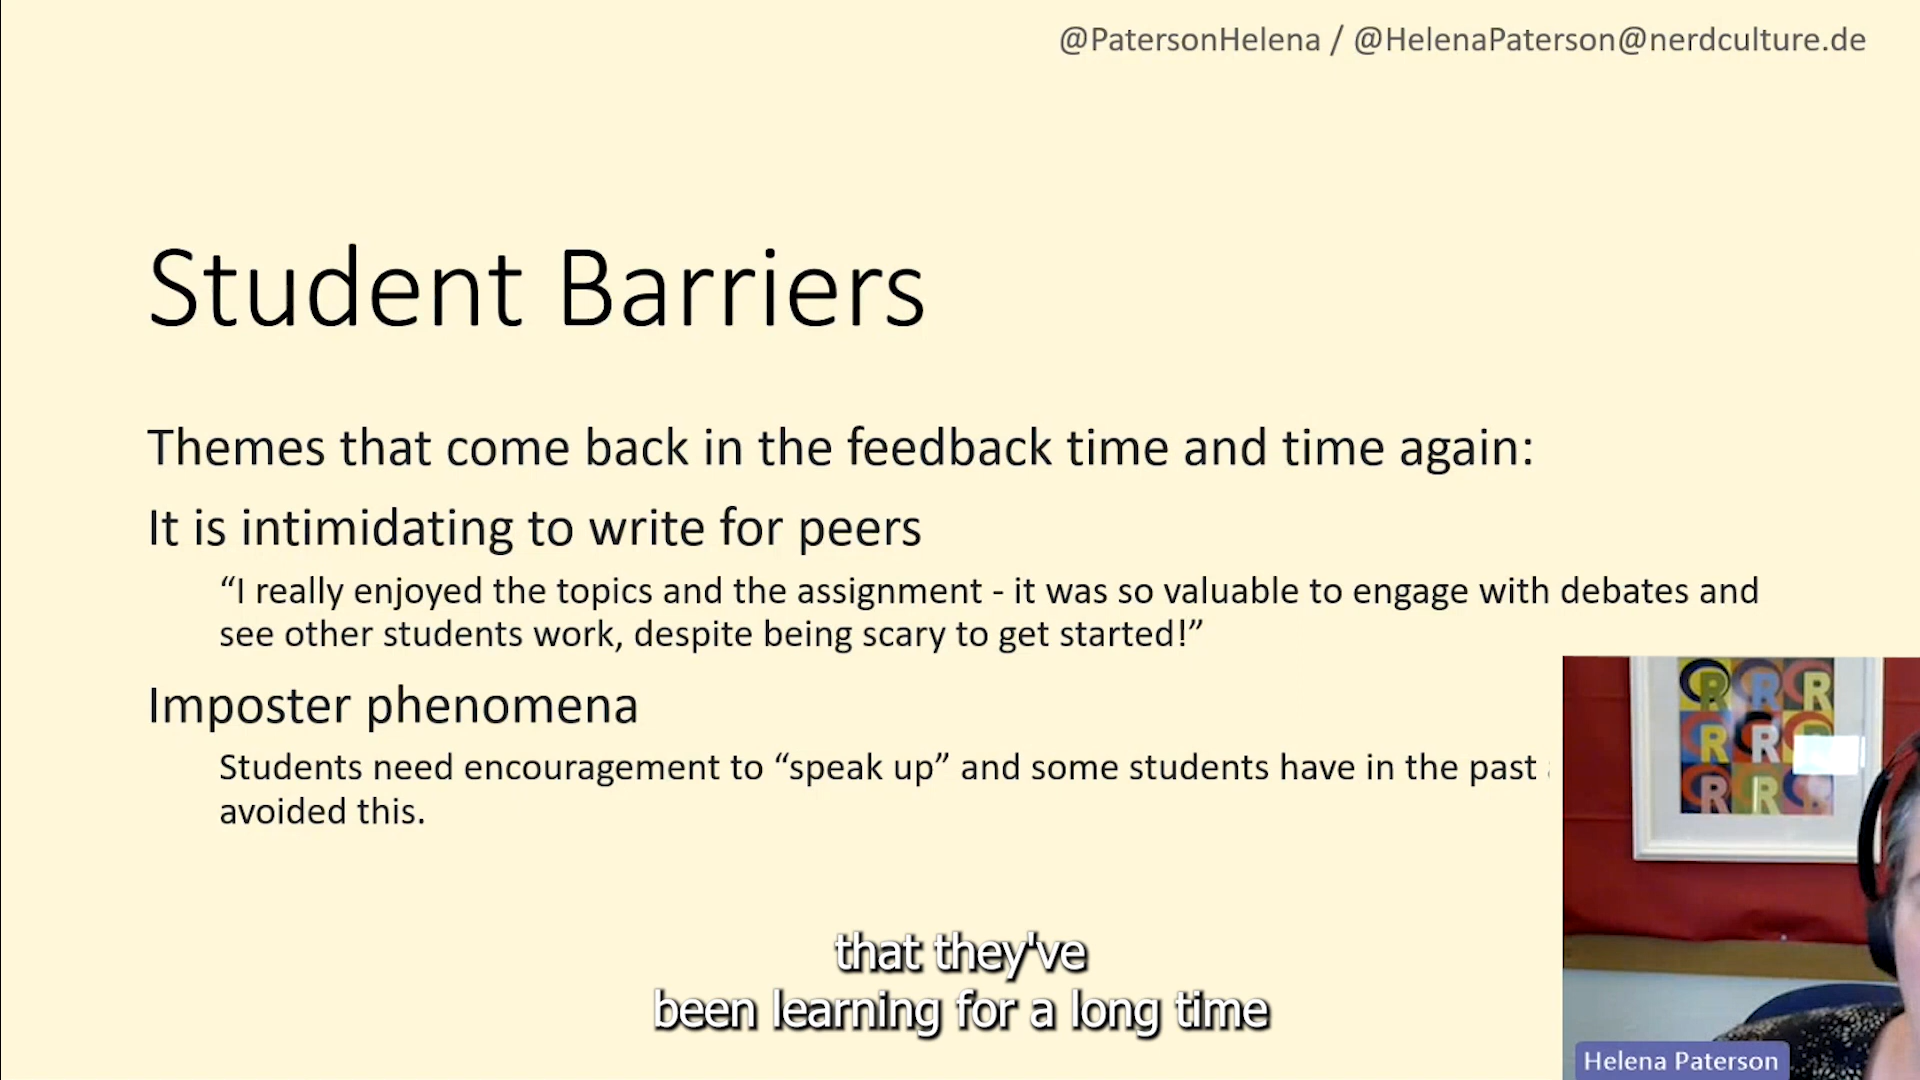 @PatersonHelena / @HelenaPaterson@nerdculture.de
Student Barriers
Themes that come back in the feedback time and time again:
It is intimidating to write for peers
“I really enjoyed the topics and the assignment - it was so valuable to engage with debates and
see other students work, despite being scary to get started!”
Imposter phenomena
Students need encouragement to “speak up” and some students have in the past
avoided this.
R R R
R R R
R R R
that they've
been learning for a long time
Helena Paterson